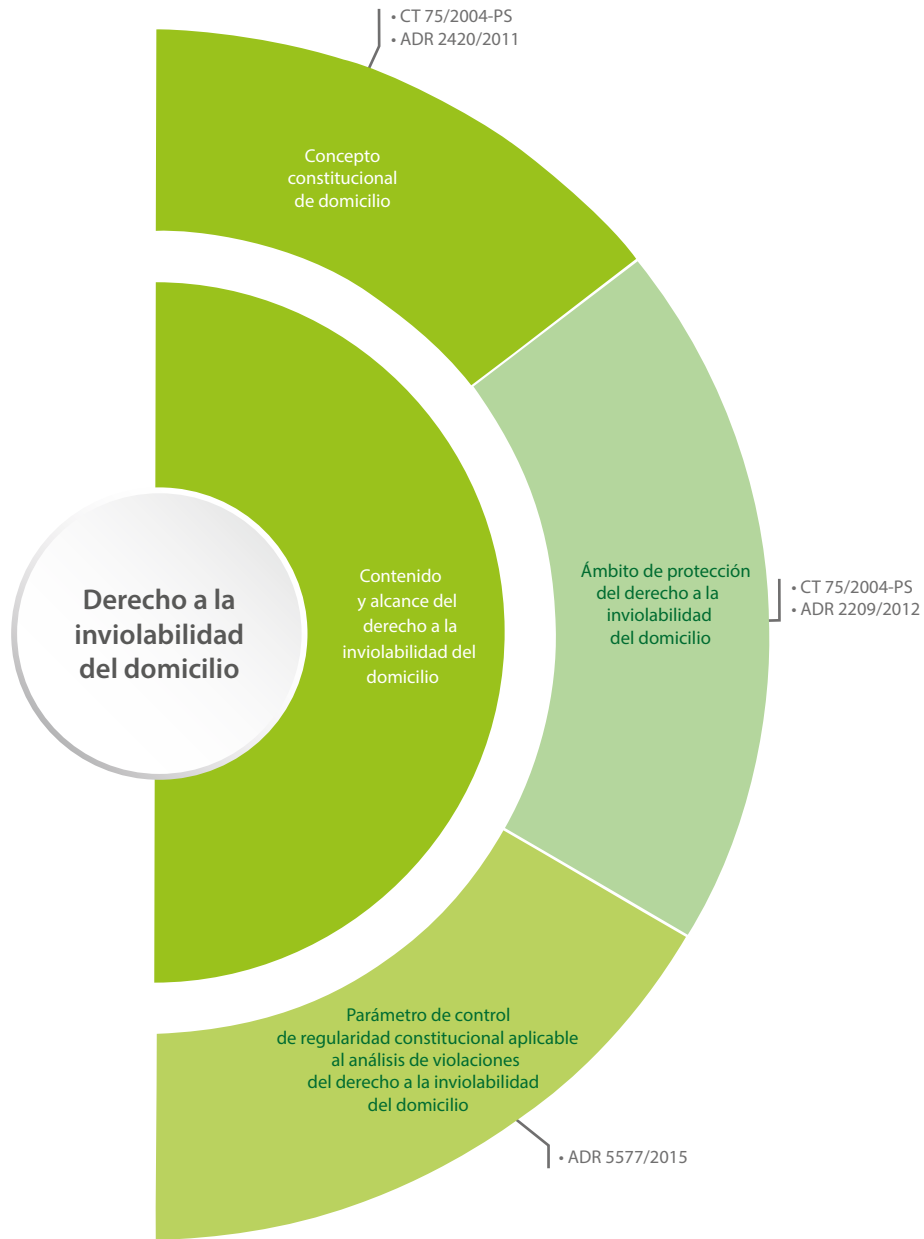 • CT 75/2004-PS
• ADR 2420/2011
Concepto
constitucional
de domicilio
Derecho a la
inviolabilidad
del domicilio
Contenido
y alcance del
derecho a la
inviolabilidad del
domicilio
Ámbito de protección
del derecho a la
inviolabilidad
del domicilio
• CT 75/2004-PS
• ADR 2209/2012
Parámetro de control
de regularidad constitucional aplicable
al análisis de violaciones
del derecho a la inviolabilidad
del domicilio
• ADR 5577/2015